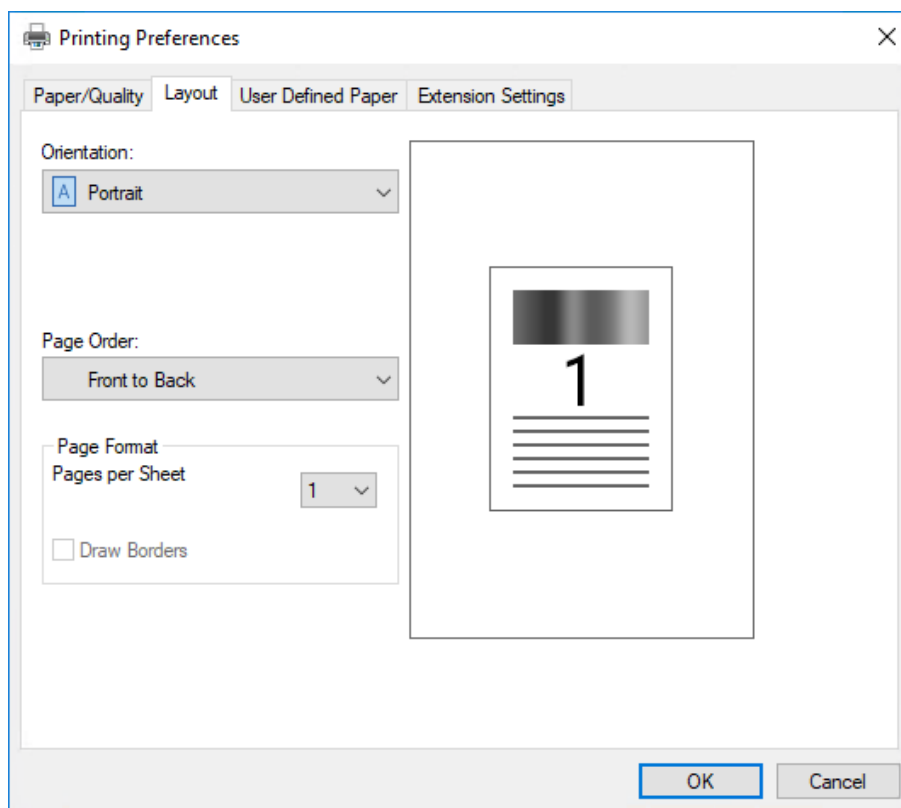 Printing Preferences
Paper/Quality Layout User Defined Paper Extension Settings
Orientation:
A Portrait
Page Order:
Front to Back
Page Format
Pages per Sheet
1
Draw Borders
1
OK Cancel